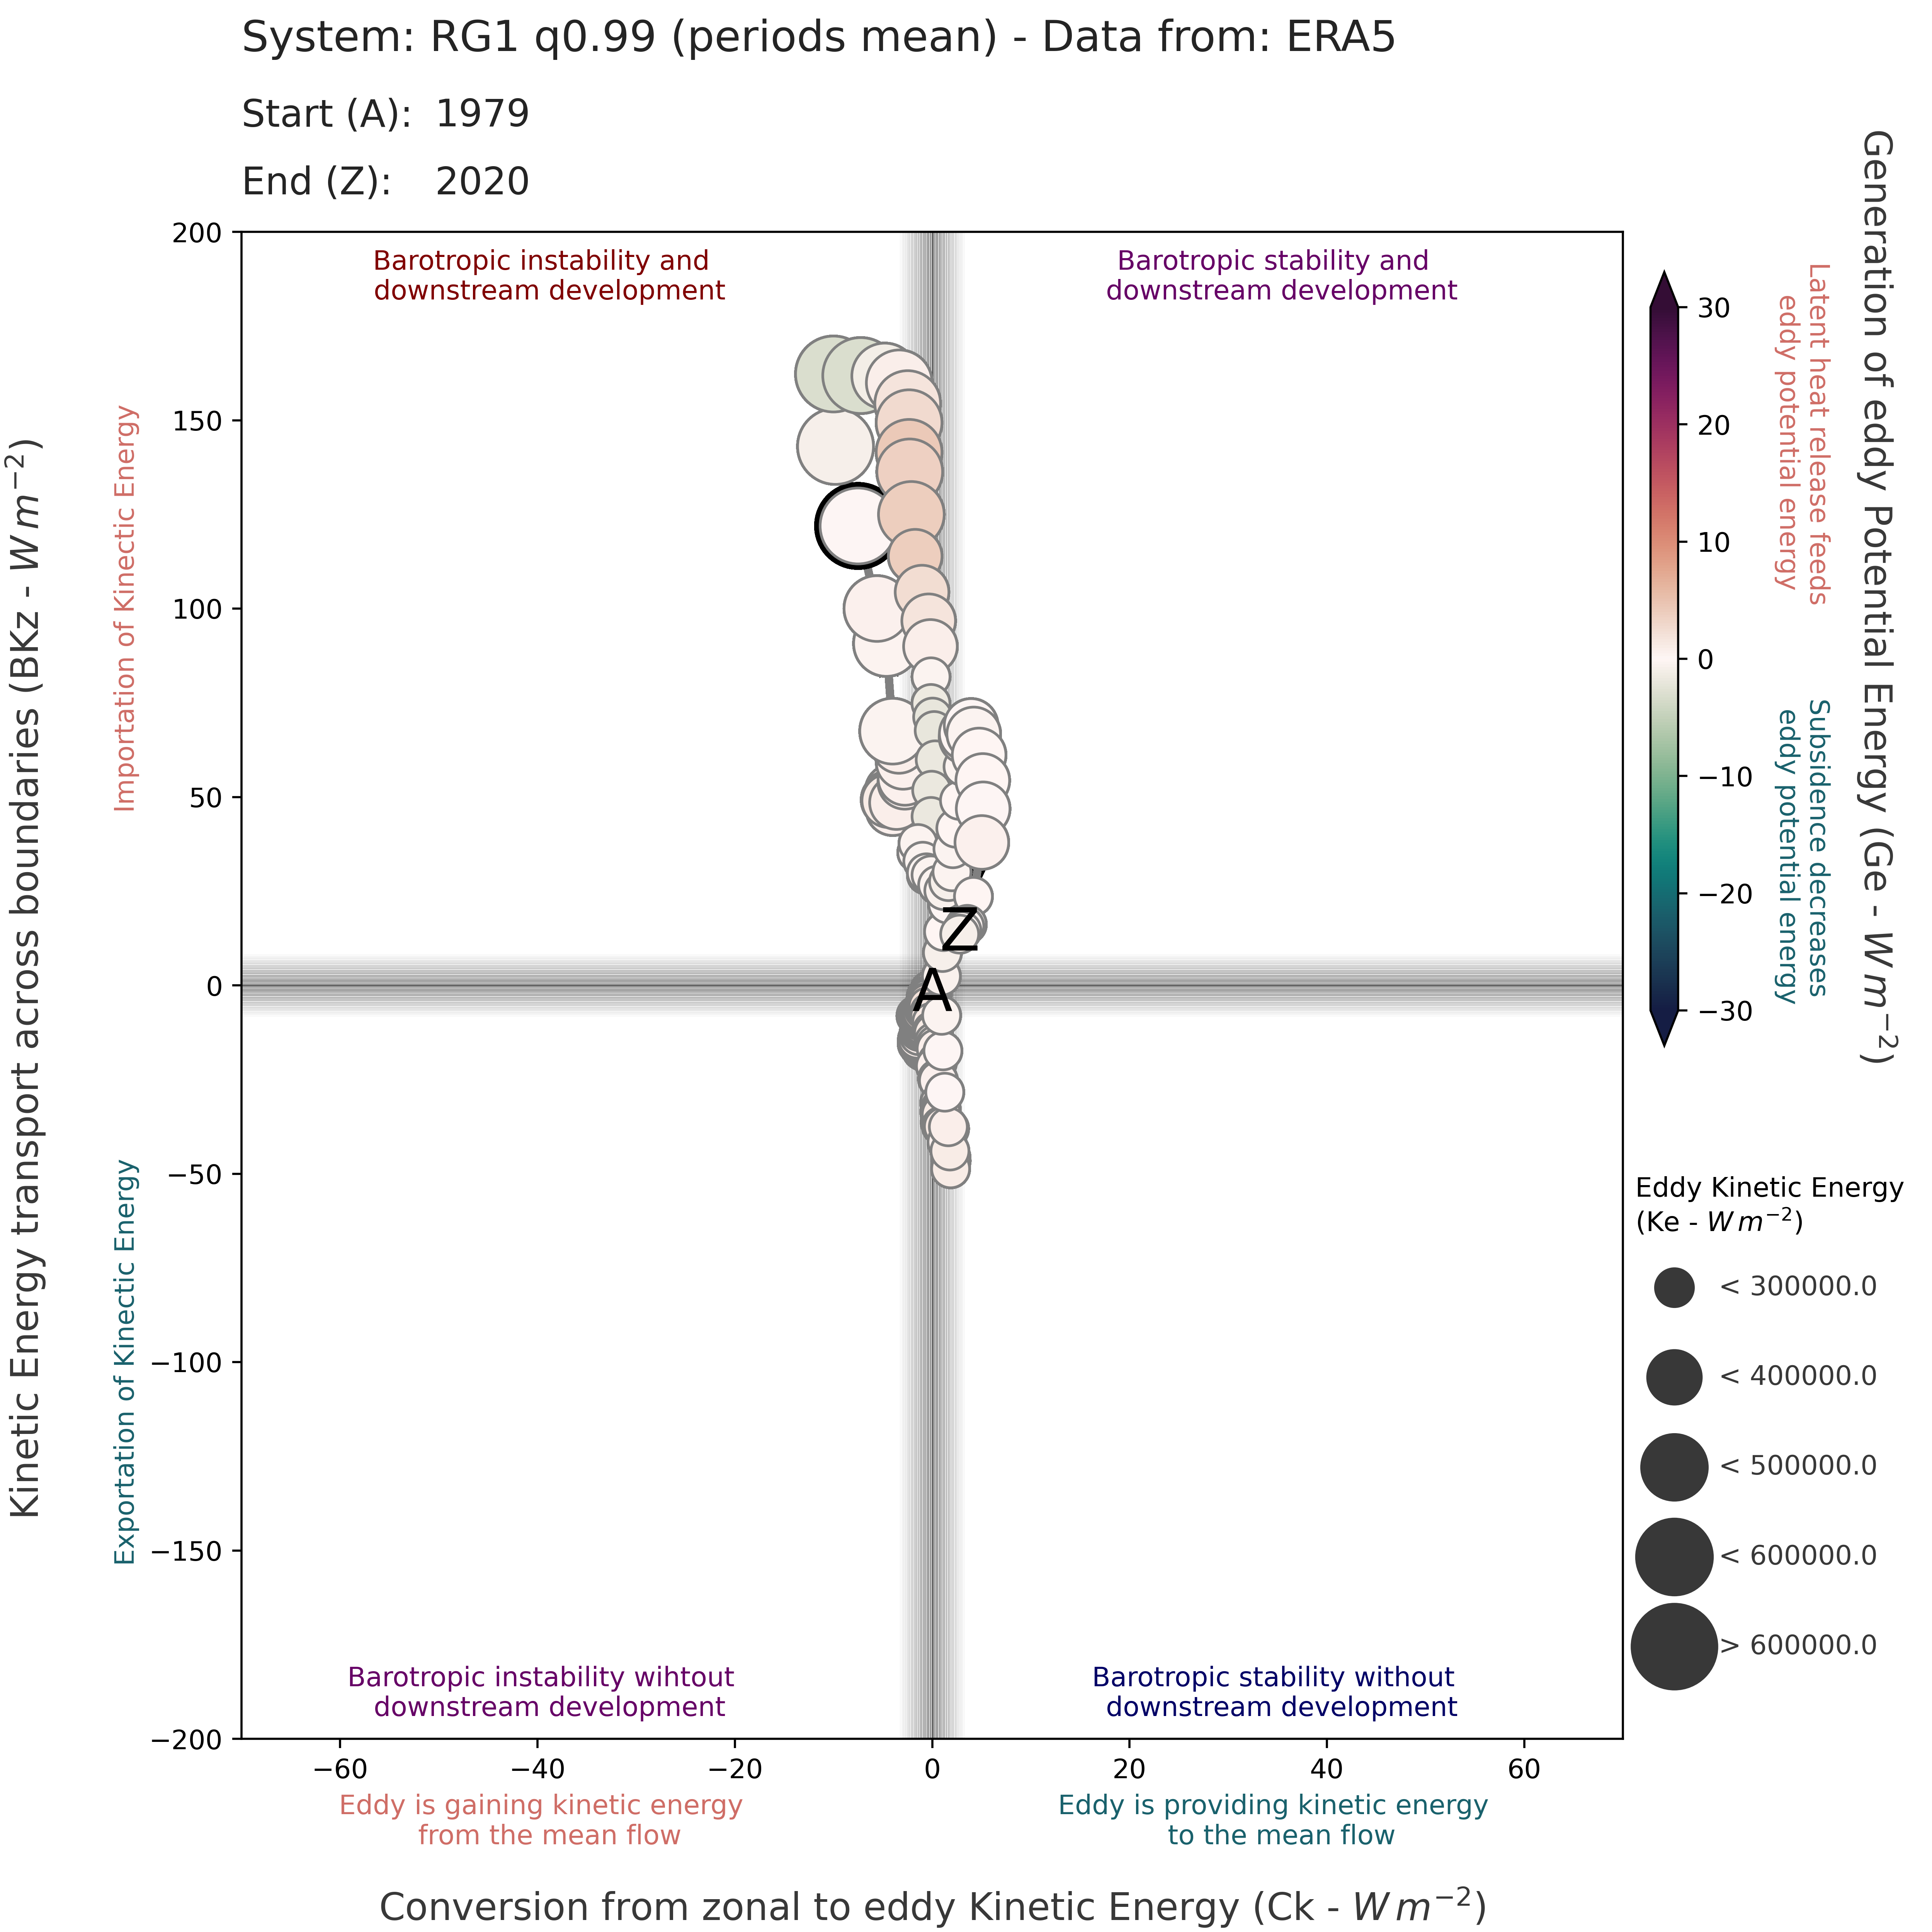 System: RG1 q0.99 (periods mean) - Data from: ERA5
Start (A): 1979
End (Z): 2020
Kinetic Energy transport across boundaries (BKz - W m⁻²)
Importation of Kinectic Energy
Exportation of Kinectic Energy
200
150
100
50
0
−50
−100
−150
−200
Barotropic instability and
downstream development
Barotropic stability and
downstream development
Z
A
Barotropic instability wihtout
downstream development
Barotropic stability without
downstream development
−60
−40
−20
0
20
40
60
Eddy is gaining kinetic energy
from the mean flow
Eddy is providing kinetic energy
to the mean flow
Conversion from zonal to eddy Kinetic Energy (Ck - W m⁻²)
30
20
10
0
−10
−20
−30
Latent heat release feeds
eddy potential energy
Subsidence decreases
eddy potential energy
Generation of eddy Potential Energy (Ge - W m⁻²)
Eddy Kinetic Energy
(Ke - W m⁻²)
< 300000.0
< 400000.0
< 500000.0
< 600000.0
> 600000.0